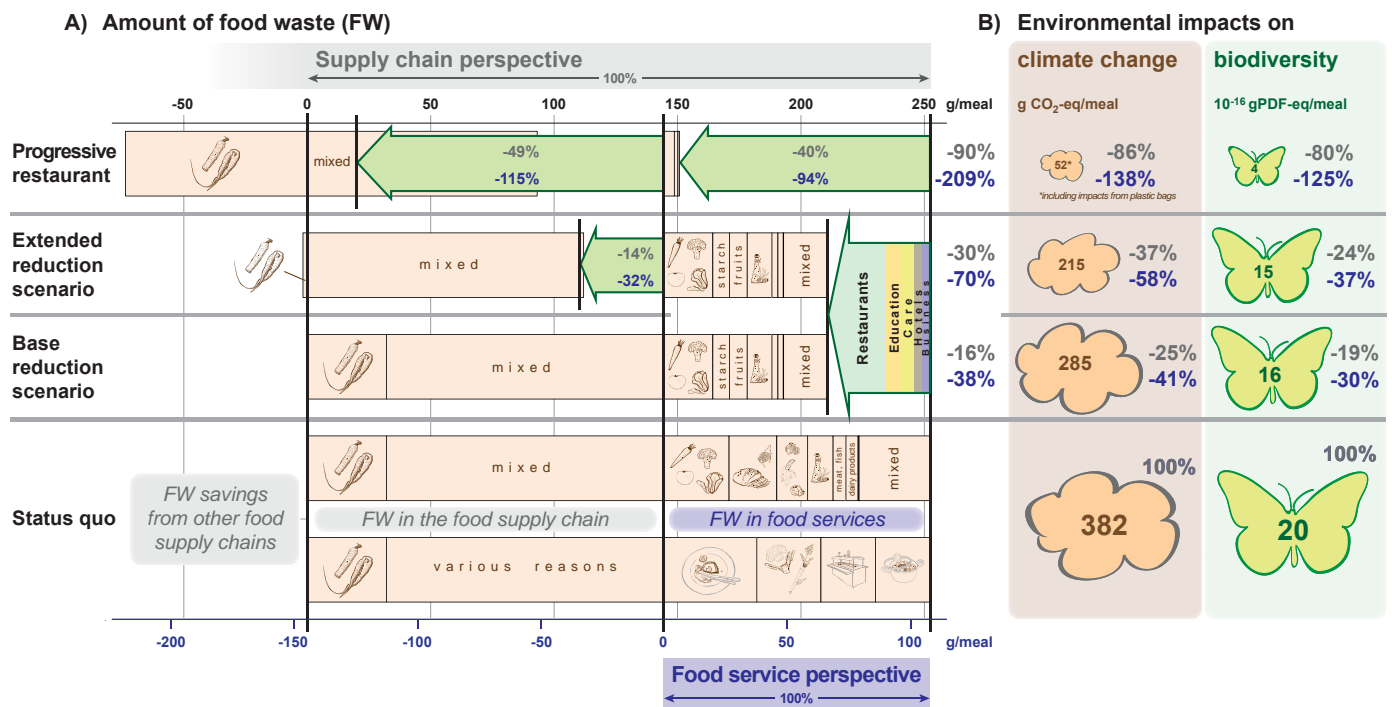 A) Amount of food waste (FW)
B) Environmental impacts on
Supply chain perspective
100%
climate change
biodiversity
g CO2-eq/meal
10-16 gPDF-eq/meal
-50 0 50 100 150 200 250 g/meal
Progressive
restaurant
mixed
-49%
-115%
-40%
-94%
-90%
-209%
52*
-86%
-138%
*including impacts from plastic bags
4
-80%
-125%
Extended
reduction
scenario
mixed
-14%
-32%
starch
fruits
mixed
Restaurants
Education
Care
Hotels
Business
-30%
-70%
215
-37%
-58%
15
-24%
-37%
Base
reduction
scenario
mixed
starch
fruits
mixed
-16%
-38%
285
-25%
-41%
16
-19%
-30%
Status quo
mixed
meat, fish
dairy products
mixed
FW savings
from other food
supply chains
FW in the food supply chain
FW in food services
various reasons
100%
382
100%
20
-200 -150 -100 -50 0 50 100 g/meal
Food service perspective
100%